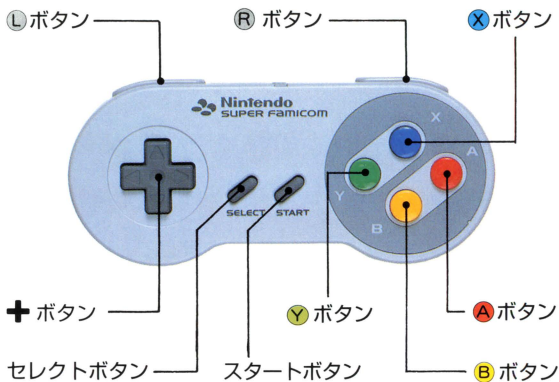 Lボタン
Rボタン
Xボタン
Nintendo
SUPER FAMICOM
X
A
Y
B
SELECT START
ボタン
Yボタン
Aボタン
セレクトボタン
スタートボタン
Bボタン